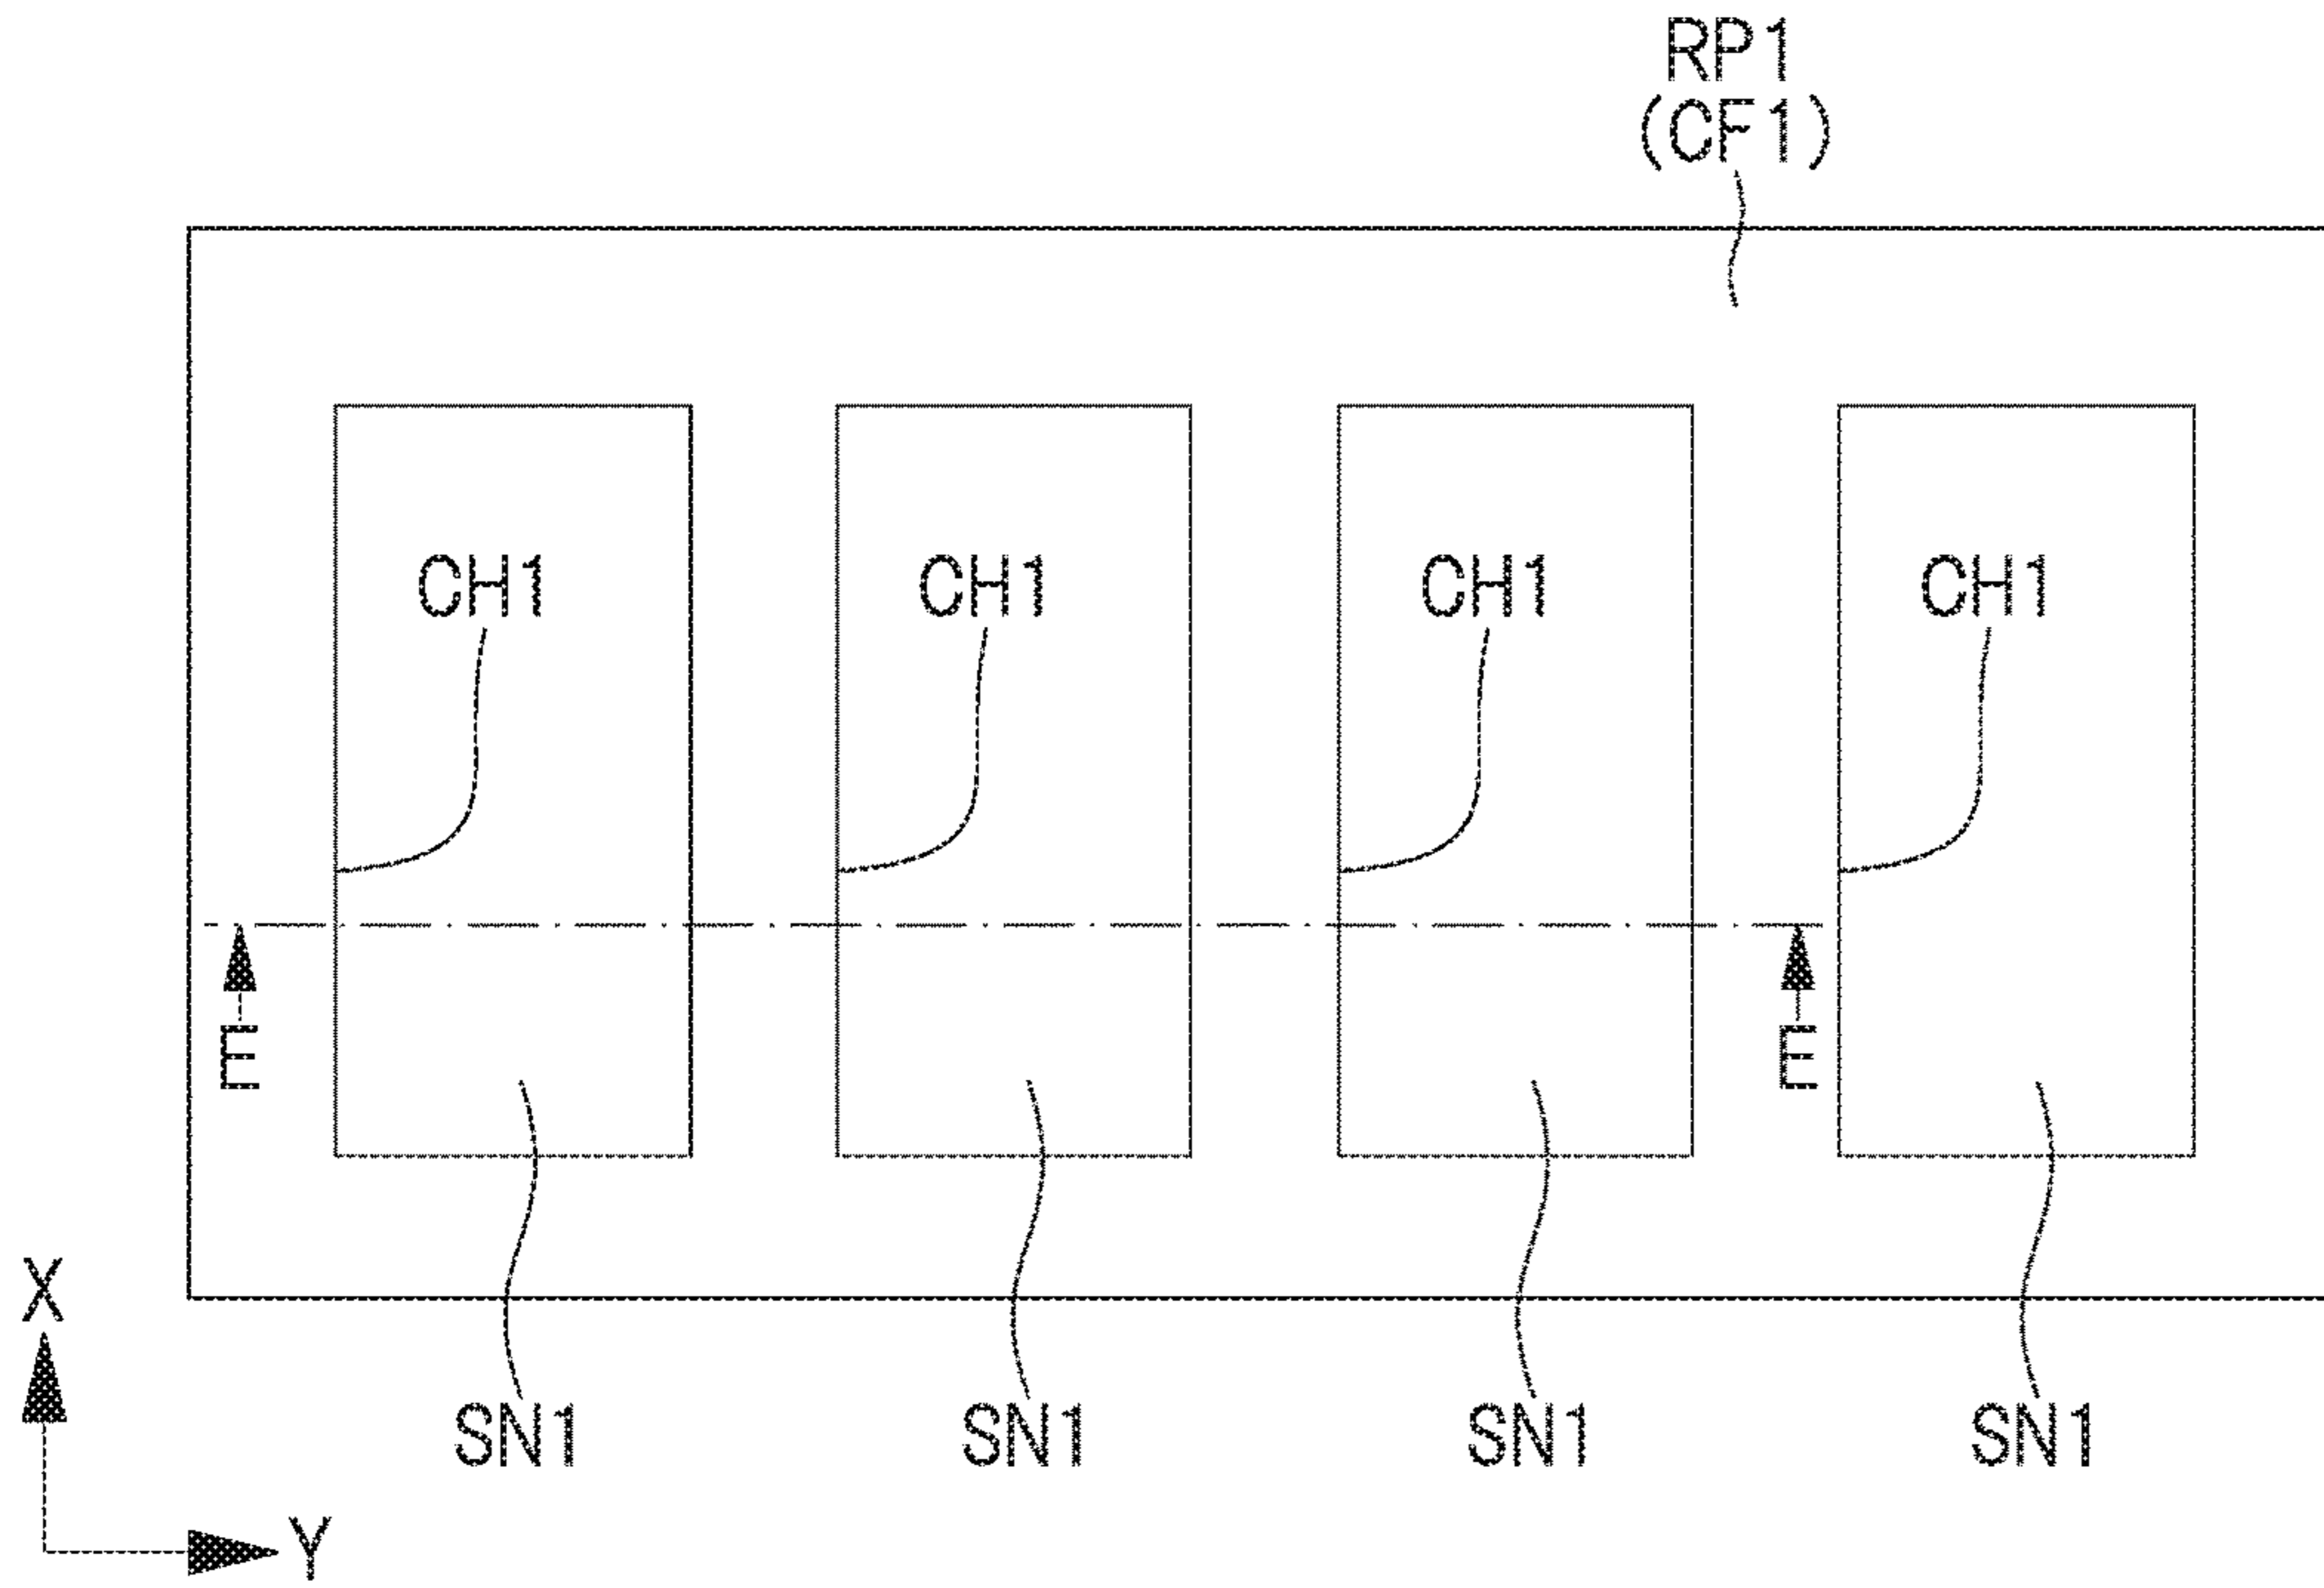 RP1
(CF1)
CH1 CH1 CH1 CH1
E E
SN1 SN1 SN1 SN1
X
Y